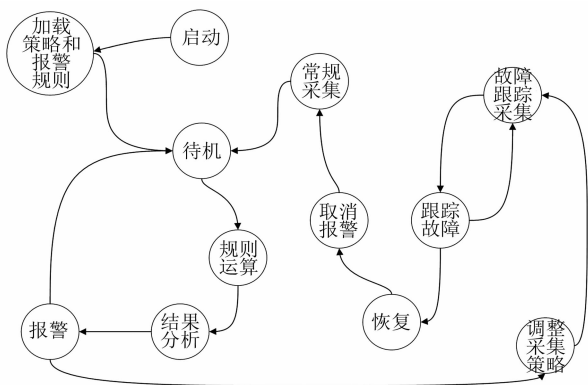 加载
策略和
报警
规则
启动
常规
采集
故障
跟踪
采集
待机
取消
报警
跟踪
故障
规则
运算
报警
结果
分析
恢复
调整
采集
策略